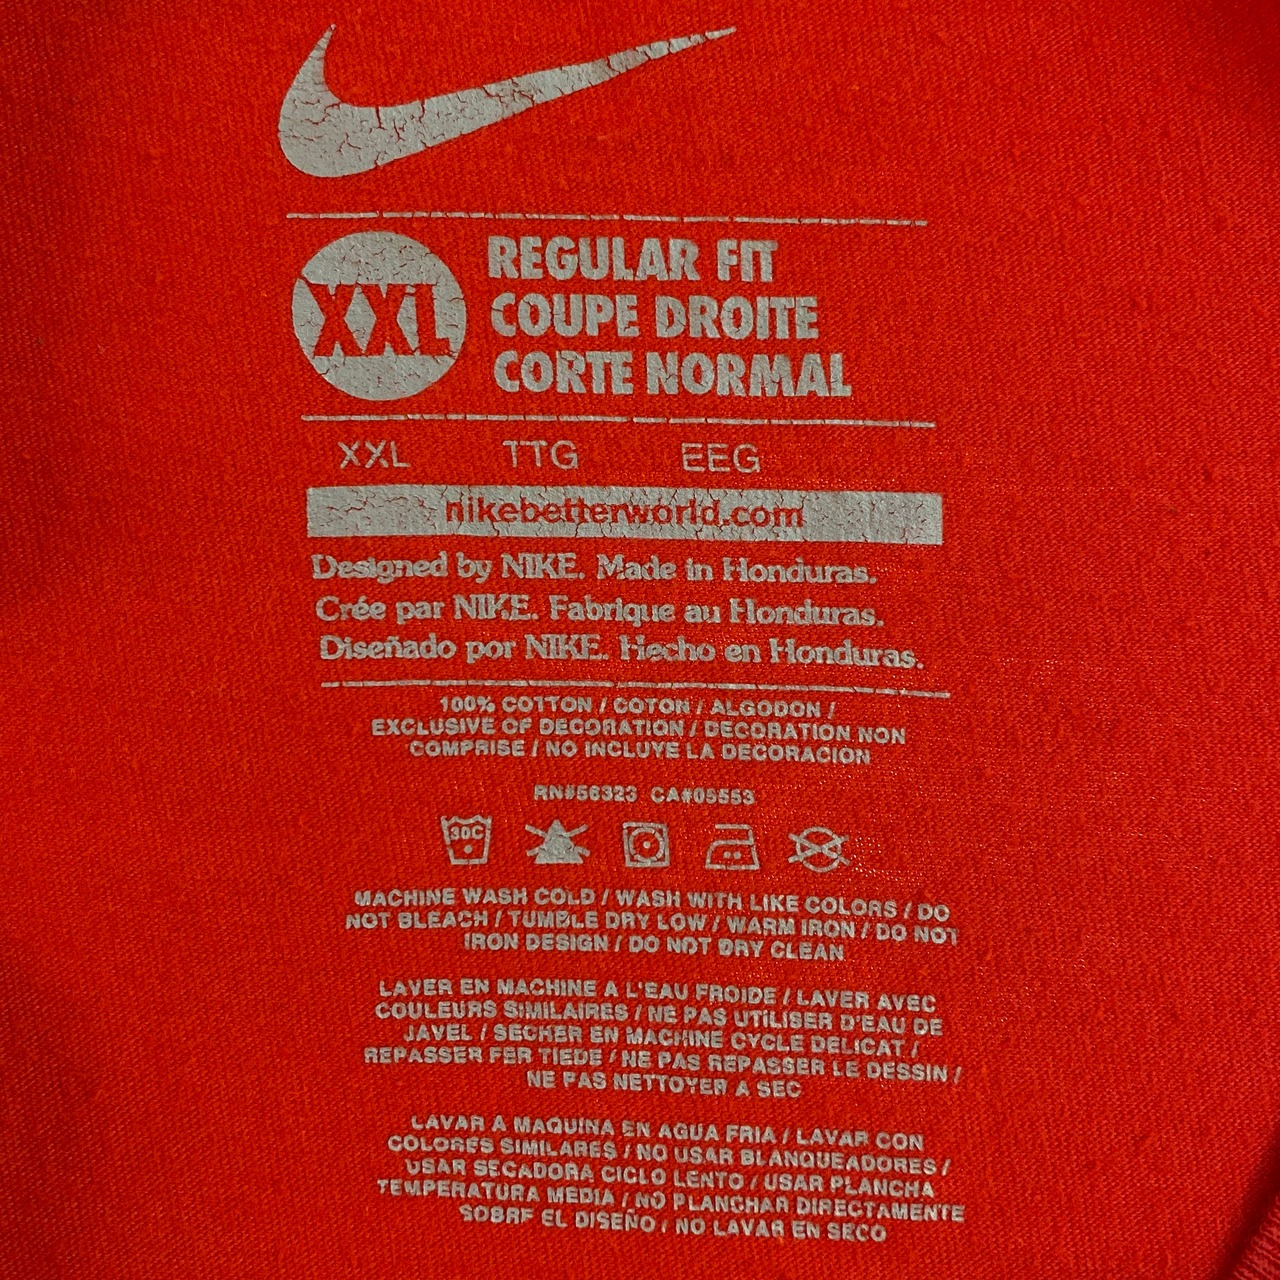 REGULAR FIT
COUPE DROITE
CORTE NORMAL
XXL
XXL TTG EEG
nikebetterworld.com
Designed by NIKE. Made in Honduras.
Crée par NIKE. Fabrique au Honduras.
Diseñado por NIKE. Hecho en Honduras.
100% COTTON / COTON / ALGODON /
EXCLUSIVE OF DECORATION / DECORATION NON
COMPRISE / NO INCLUYE LA DECORACION
RN#56323 CA#05553
30C
MACHINE WASH COLD / WASH WITH LIKE COLORS / DO
NOT BLEACH / TUMBLE DRY LOW / WARM IRON / DO NOT
IRON DESIGN / DO NOT DRY CLEAN
LAVER EN MACHINE A L'EAU FROIDE / LAVER AVEC
COULEURS SIMILAIRES / NE PAS UTILISER D'EAU DE
JAVEL / SECHER EN MACHINE CYCLE DELICAT /
REPASSER FER TIEDE / NE PAS REPASSER LE DESSIN /
NE PAS NETTOYER A SEC
LAVAR A MAQUINA EN AGUA FRIA / LAVAR CON
COLORES SIMILARES / NO USAR BLANQUEADORES /
USAR SECADORA CICLO LENTO / USAR PLANCHA
TEMPERATURA MEDIA / NO PLANCHAR DIRECTAMENTE
SOBRE EL DISEÑO / NO LAVAR EN SECO